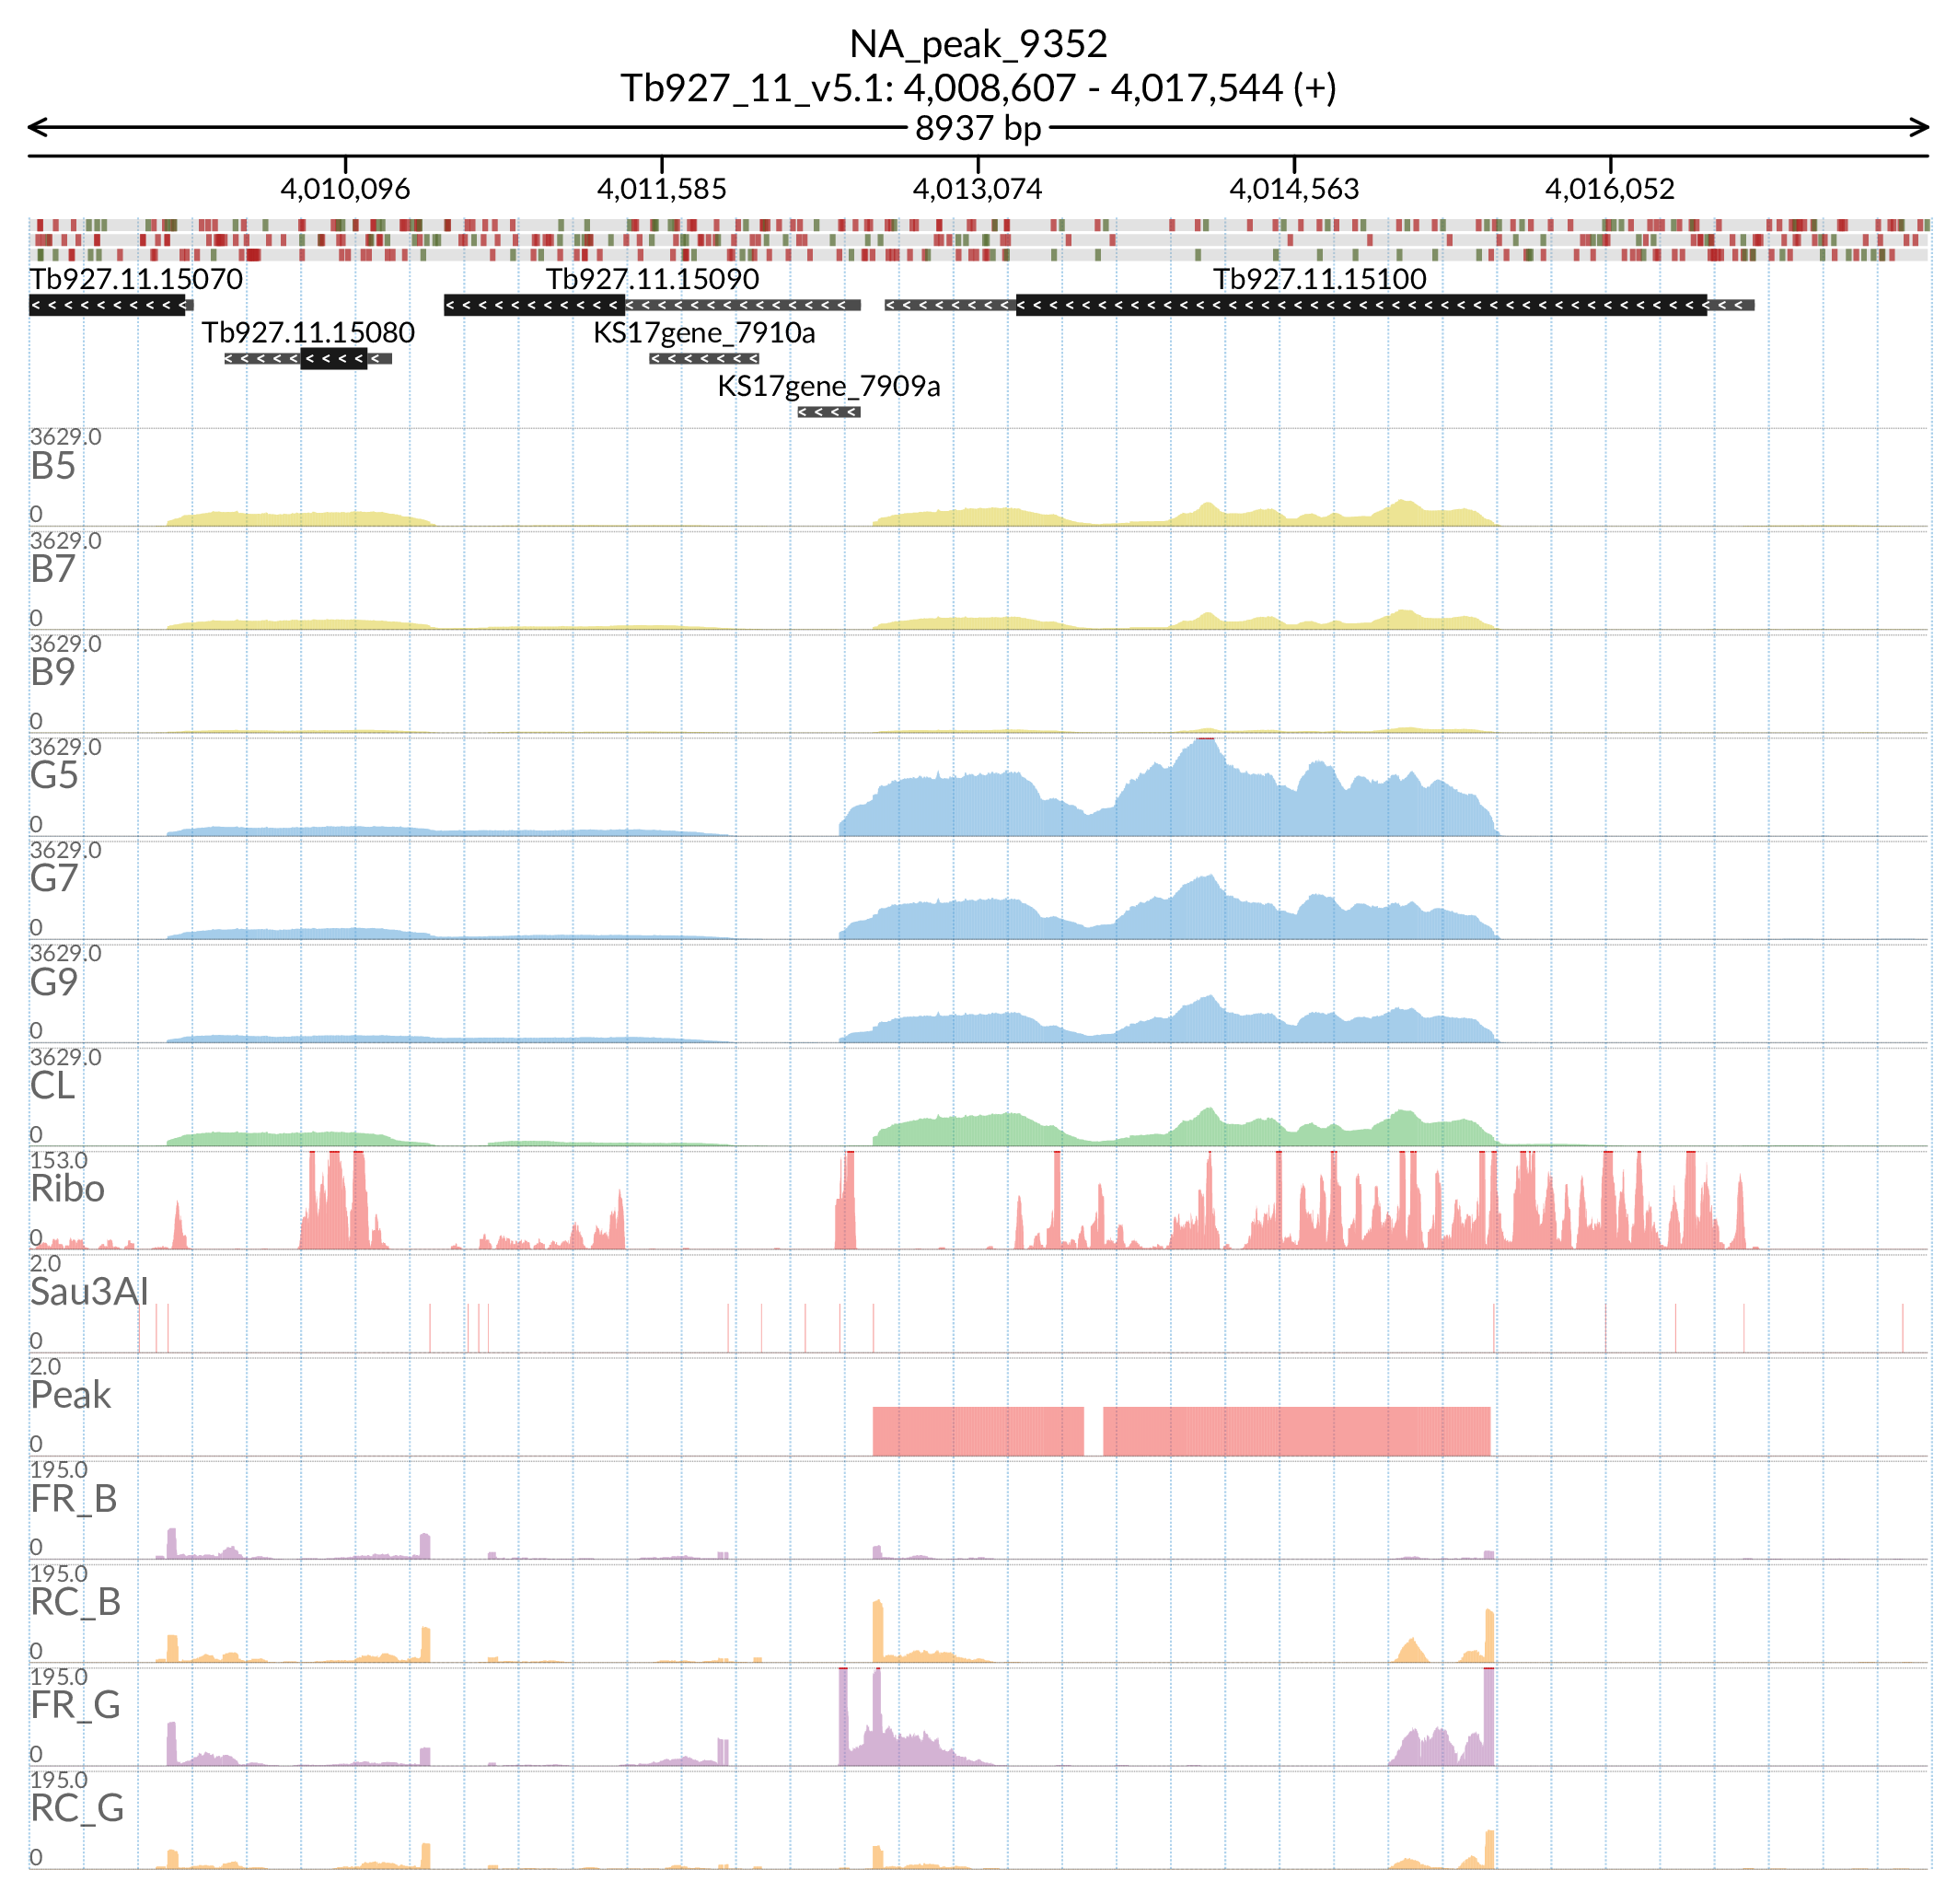 NA_peak_9352
Tb927_11_v5.1: 4,008,607 - 4,017,544 (+)
8937 bp
4,010,096 4,011,585 4,013,074 4,014,563 4,016,052
Tb927.11.15070 Tb927.11.15090 Tb927.11.15100
Tb927.11.15080 KS17gene_7910a
KS17gene_7909a
3629.0
B5
0
3629.0
B7
0
3629.0
B9
0
3629.0
G5
0
3629.0
G7
0
3629.0
G9
0
3629.0
CL
0
153.0
Ribo
0
2.0
Sau3AI
0
2.0
Peak
0
195.0
FR_B
0
195.0
RC_B
0
195.0
FR_G
0
195.0
RC_G
0